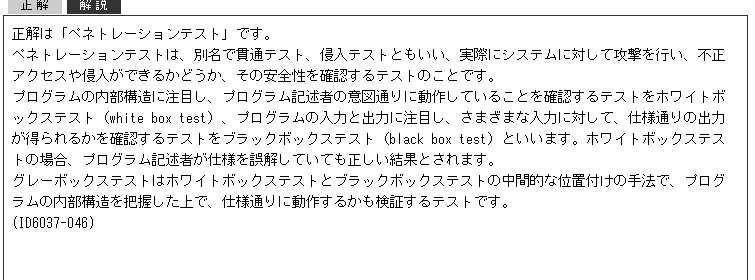 正解 解説
正解は「ペネトレーションテスト」です。
ペネトレーションテストは、別名で貫通テスト、侵入テストともいい、実際にシステムに対して攻撃を行い、不正
アクセスや侵入ができるかどうか、その安全性を確認するテストのことです。
プログラムの内部構造に注目し、プログラム記述者の意図通りに動作していることを確認するテストをホワイトボ
ックステスト（white box test）、プログラムの入力と出力に注目し、さまざまな入力に対して、仕様通りの出力
が得られるかを確認するテストをブラックボックステスト（black box test）といいます。ホワイトボックステス
トの場合、プログラム記述者が仕様を誤解していても正しい結果とされます。
グレーボックステストはホワイトボックステストとブラックボックステストの中間的な位置付けの手法で、プログ
ラムの内部構造を把握した上で、仕様通りに動作するかも検証するテストです。
(ID6037-046)